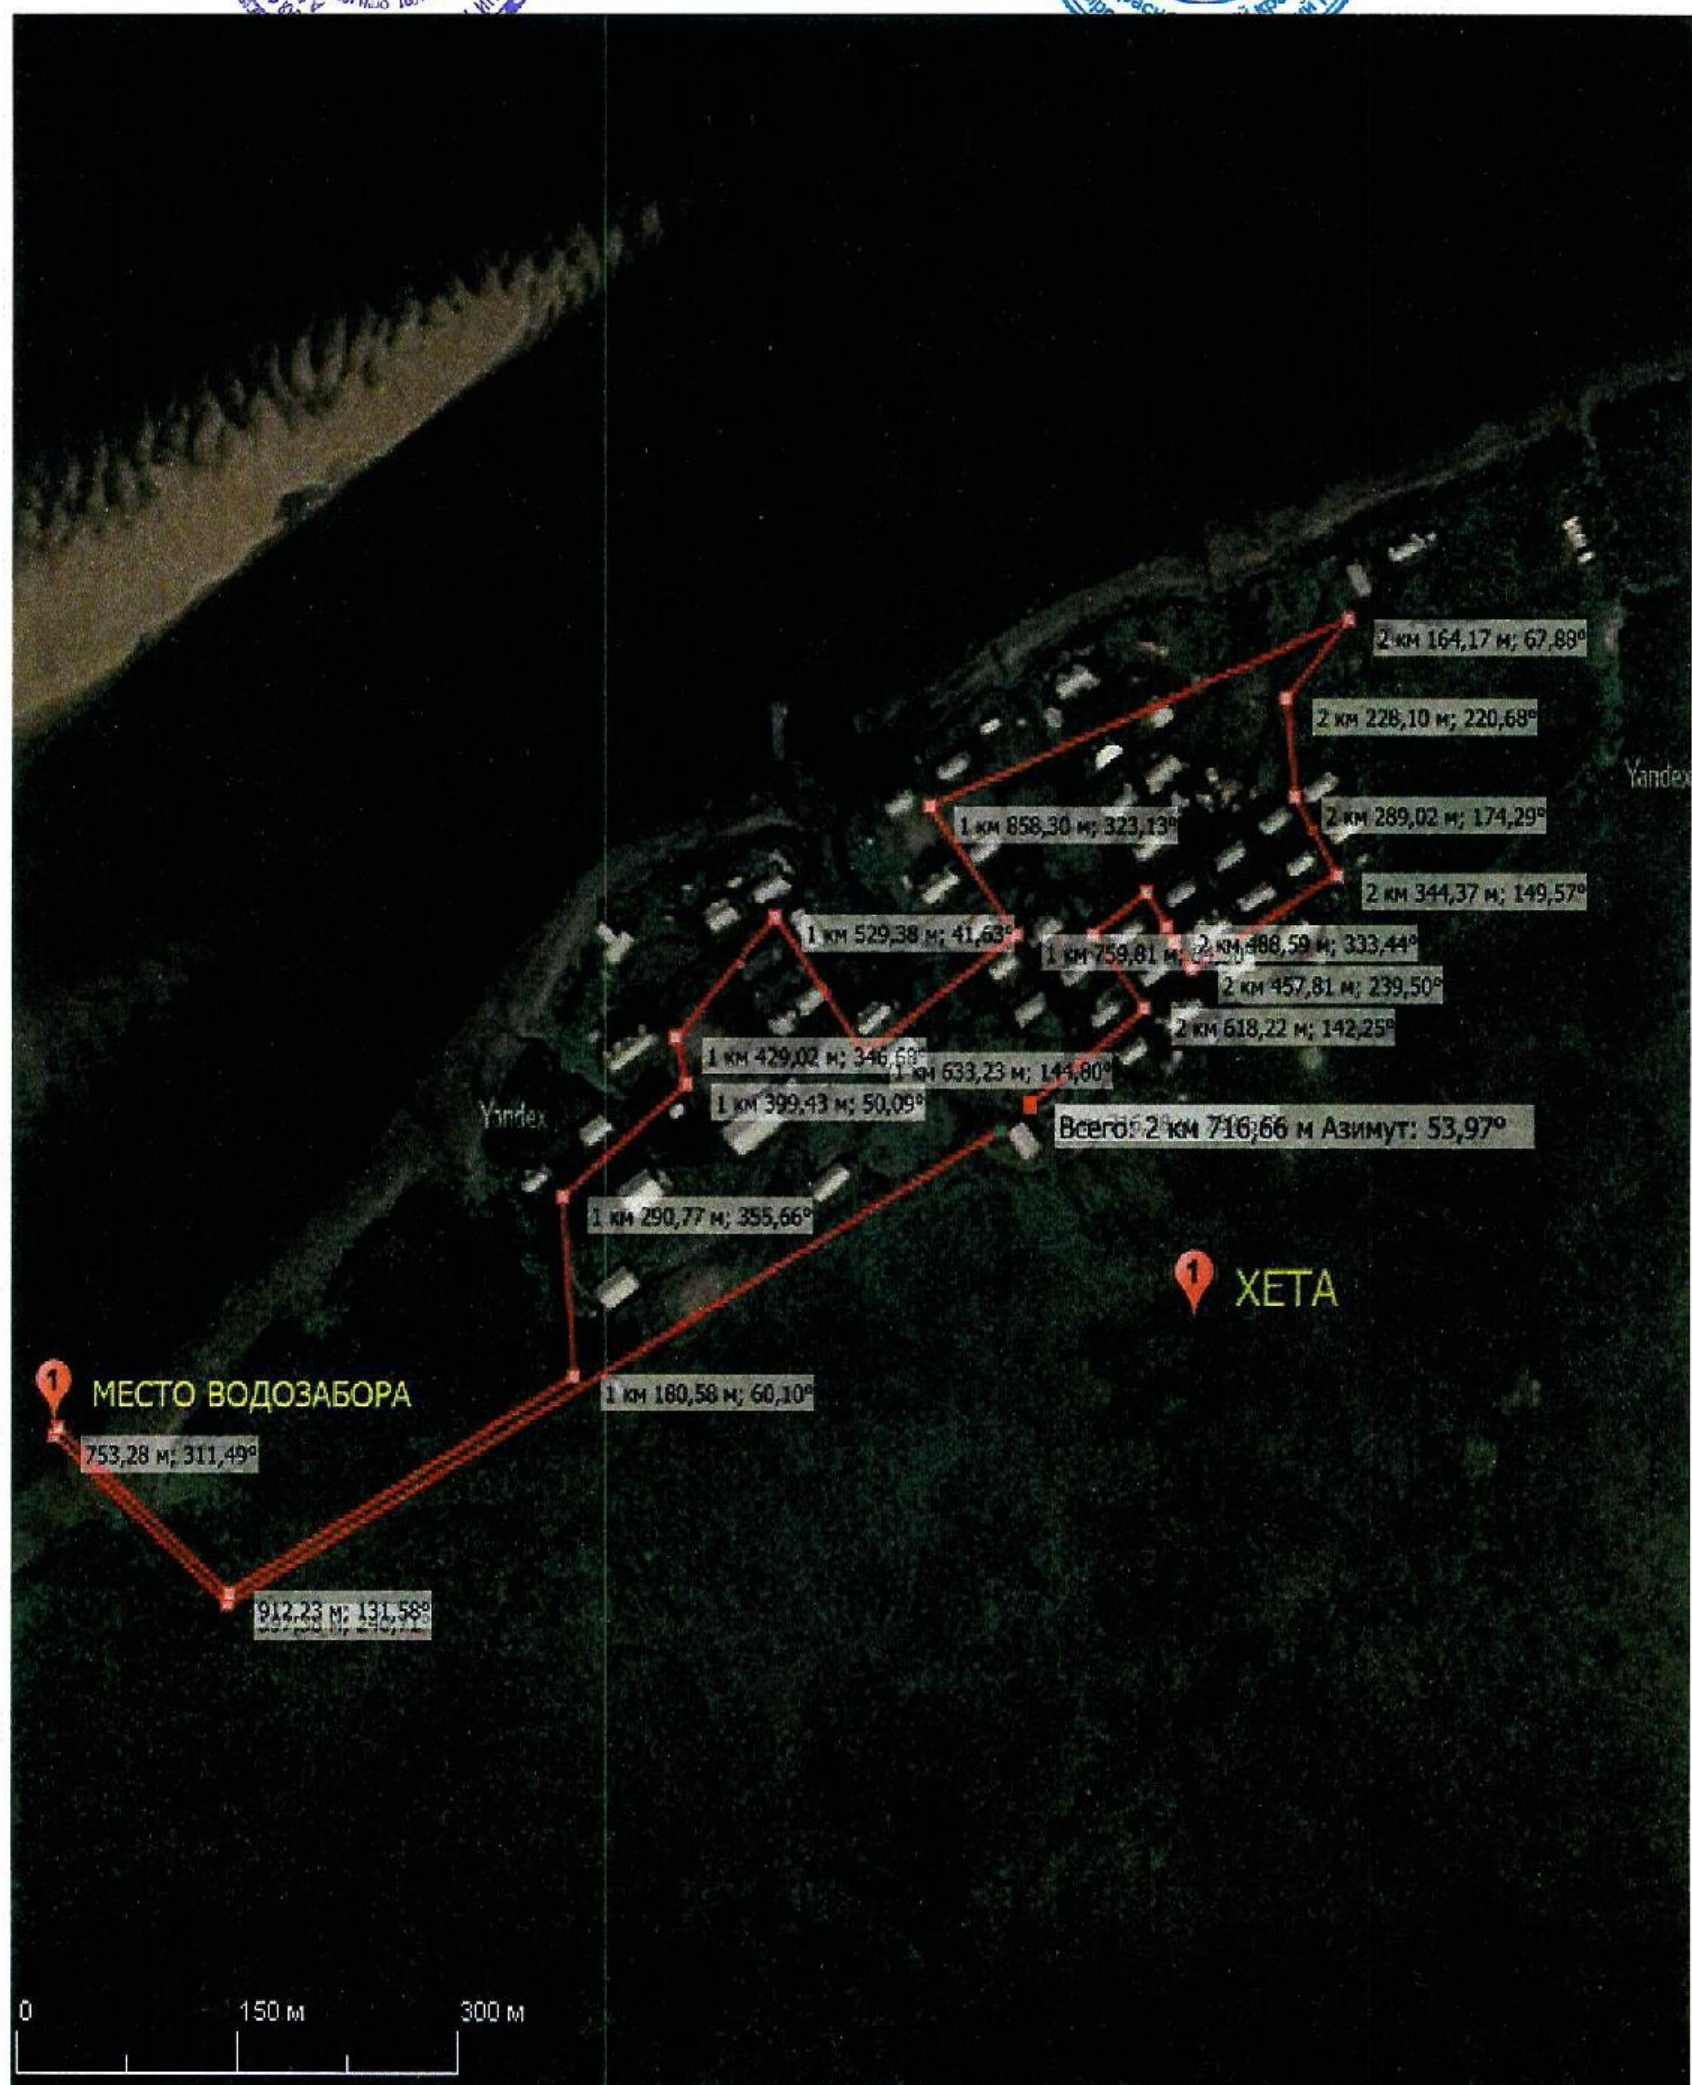 2 км 164,17 м; 67,88°
2 км 228,10 м; 220,68°
Yandex
2 км 289,02 м; 174,29°
1 км 858,30 м; 323,13°
2 км 344,37 м; 149,57°
1 км 529,38 м; 41,63°
1 км 759,81 м;
2 км 488,59 м; 333,44°
2 км 457,81 м; 239,50°
2 км 618,22 м; 142,25°
1 км 429,02 м; 346,68°
1 км 633,23 м; 144,80°
1 км 399,43 м; 50,09°
Yandex
Всего: 2 км 716,66 м Азимут: 53,97°
1 км 290,77 м; 355,66°
1 ХЕТА
1 МЕСТО ВОДОЗАБОРА
1 км 180,58 м; 60,10°
753,28 м; 311,49°
912,23 м; 131,58°
0 150 м 300 м